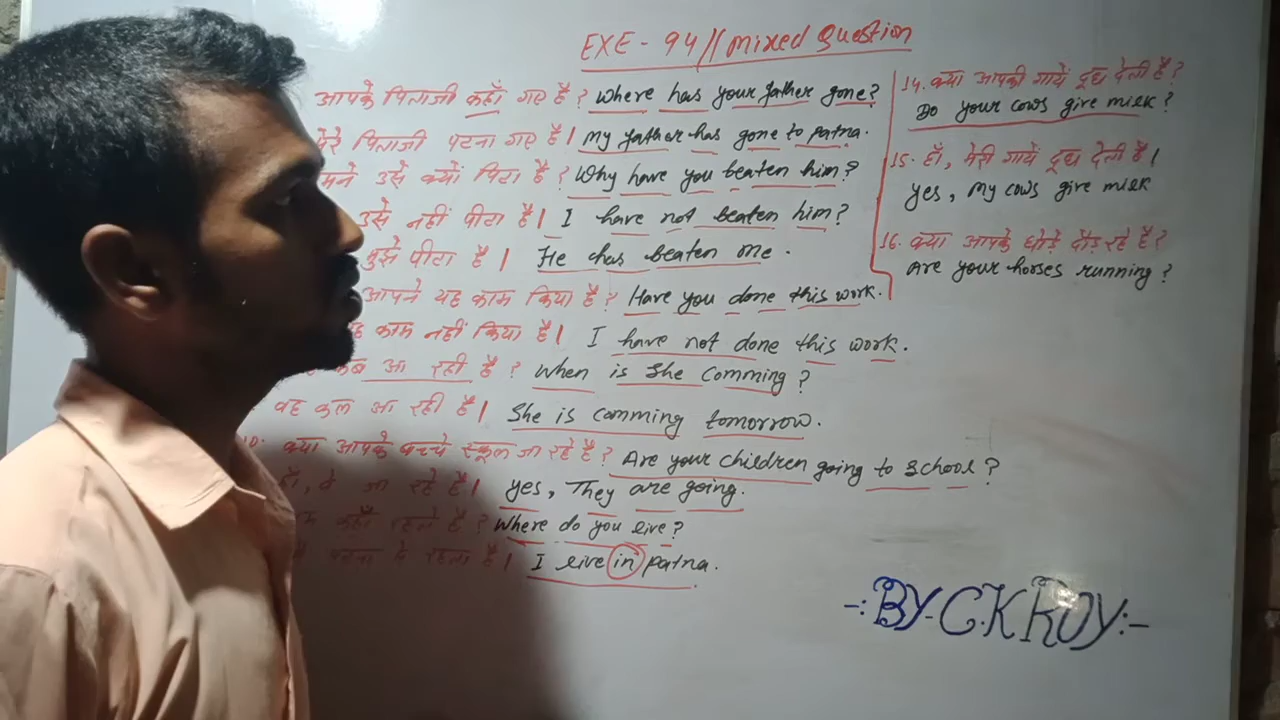 EXE - 94 // Mixed Question
आपके पिताजी कहाँ गए है ? Where has your father gone?
मेरे पिताजी पटना गए है । My father has gone to Patna.
उसे क्यों पिटा है ? Why have you beaten him?
उसे नहीं पीटा है । I have not beaten him?
मुझे पीटा है । He has beaten me.
आपने यह काम किया है ? Have you done this work.
काम नहीं किया है । I have not done this work.
कब आ रही है ? When is She Comming ?
वह कल आ रही है । She is comming tomorrow.
10. क्या आपके बच्चे स्कूल जा रहे है ? Are your children going to School ?
हाँ, वे जा रहे है । yes, They are going.
कहाँ रहते है ? Where do you live?
रहता है । I live in patna.
14. क्या आपकी गायें दूध देती है ?
Do your cows give milk ?
15. हाँ, मेरी गायें दूध देती है ।
yes, My cows give milk
16. क्या आपके घोड़े दौड़ रहे है ?
Are your horses running ?
-: BY- C.K ROY:-